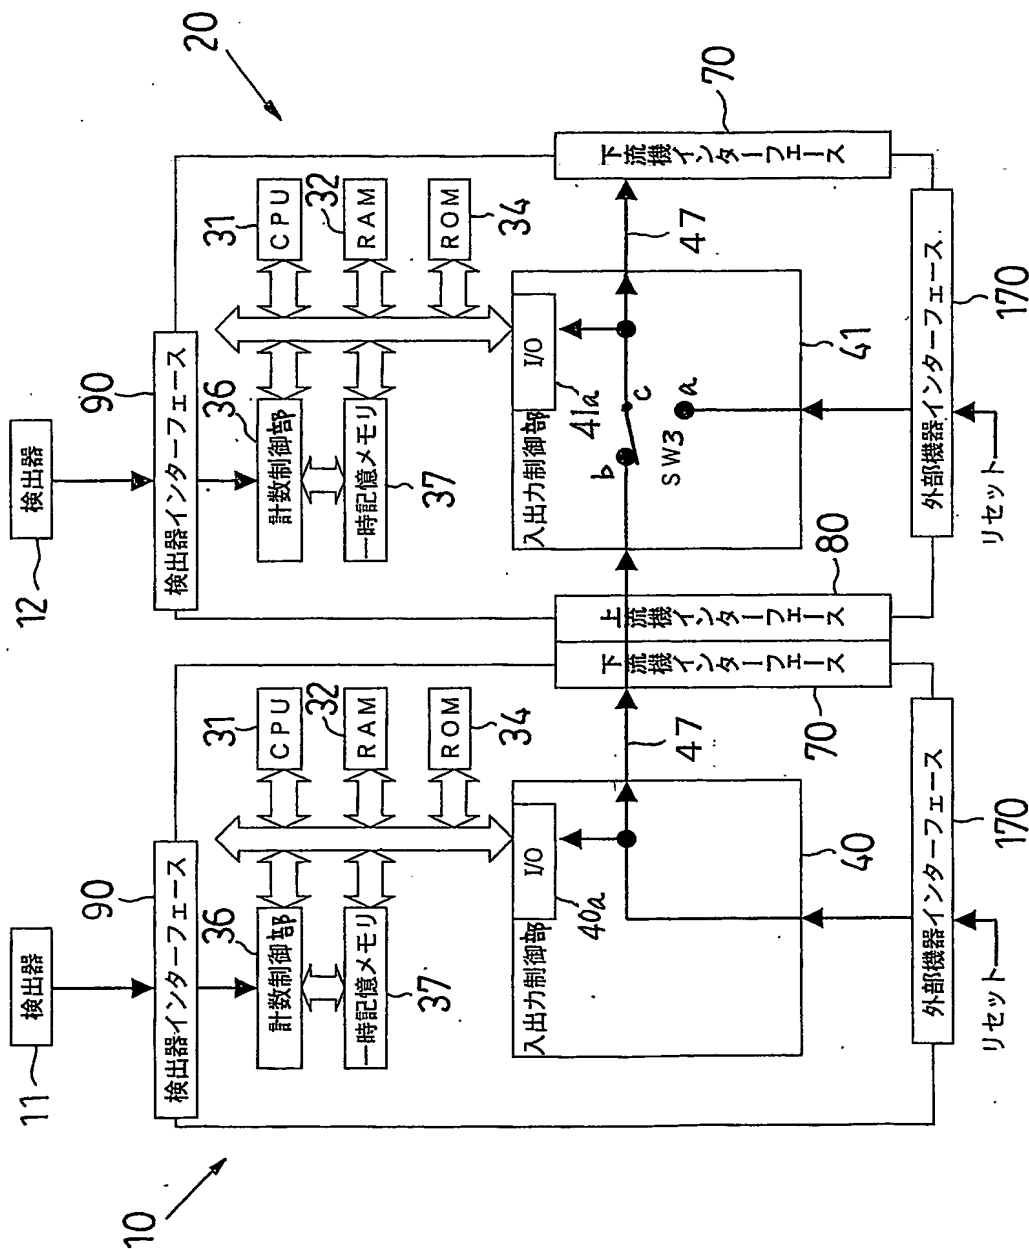 10
11
検出器
90
検出器インターフェース
36
計数制御部
一時記憶メモリ
37
31
CPU
32
RAM
ROM
34
入出力制御部
I/O
40a
40
47
70
下流機インターフェース
外部機器インターフェース
170
リセット
20
12
検出器
90
検出器インターフェース
36
計数制御部
一時記憶メモリ
37
31
CPU
32
RAM
ROM
34
入出力制御部
I/O
41a
b
c
a
SW3
41
47
80
上流機インターフェース
70
下流機インターフェース
外部機器インターフェース
170
リセット